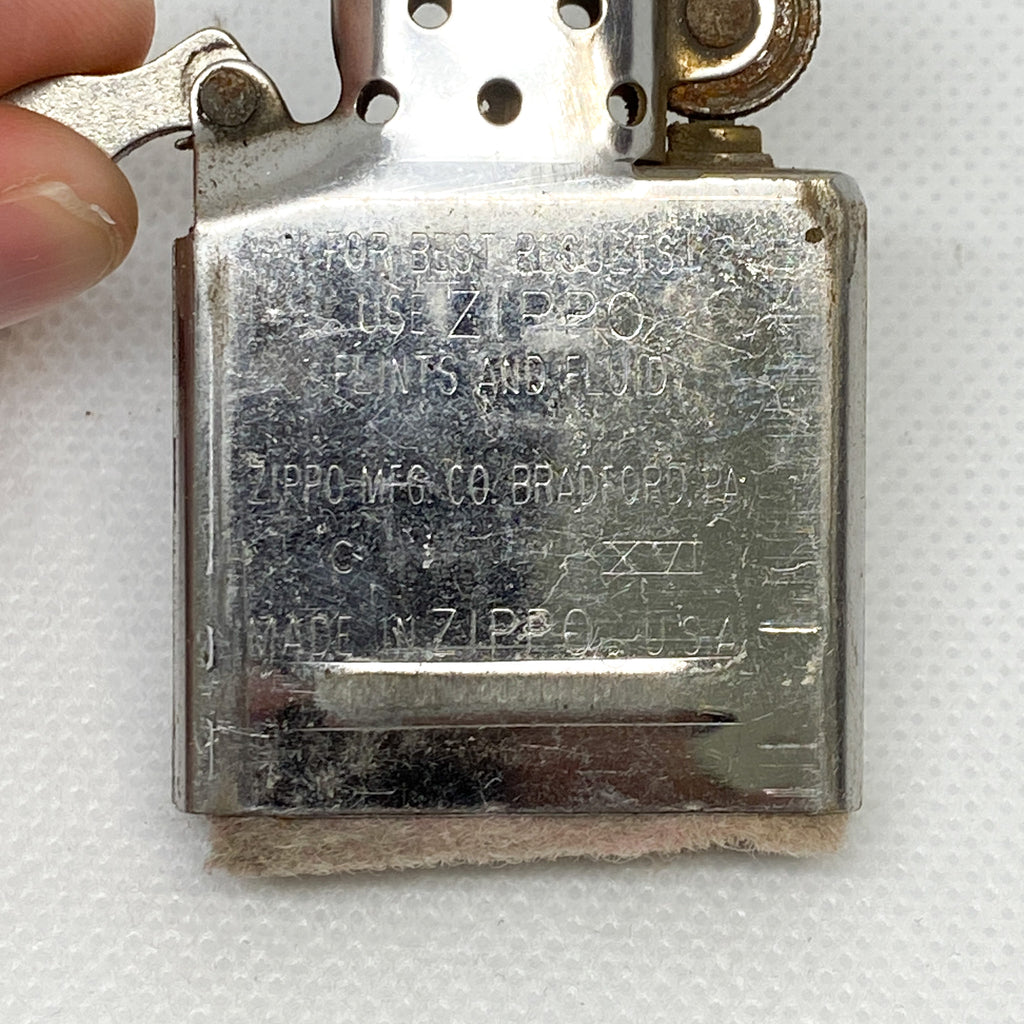 FOR BEST RESULTS
USE ZIPPO
FLINTS AND FLUID
ZIPPO MFG. CO. BRADFORD, PA.
C XVI
MADE IN ZIPPO U.S.A.